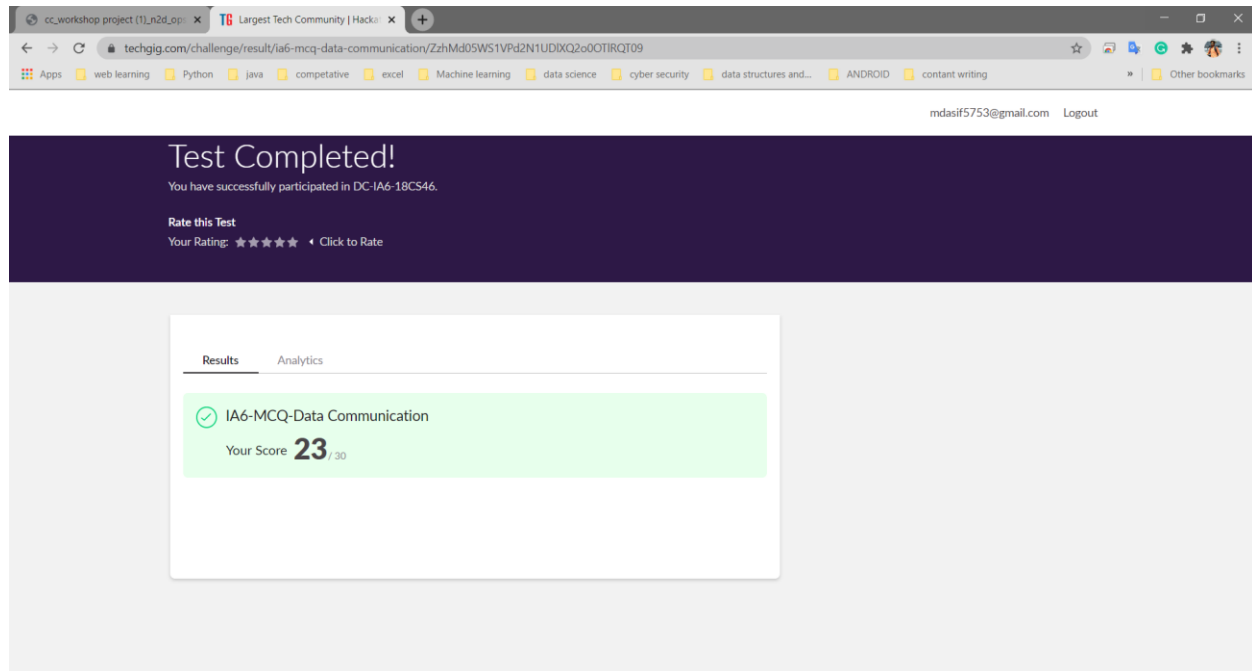 cc_workshop project (1)_n2d_ops
TG Largest Tech Community | Hacka
techgig.com/challenge/result/ia6-mcq-data-communication/
Apps web learning Python java competative excel Machine learning data science cyber security data structures and... ANDROID contant writing » Other bookmarks
mdasif5753@gmail.com Logout
Test Completed!
You have successfully participated in DC-IA6-18CS46.
Rate this Test
Your Rating: Click to Rate
Results Analytics
IA6-MCQ-Data Communication
Your Score 23 / 30